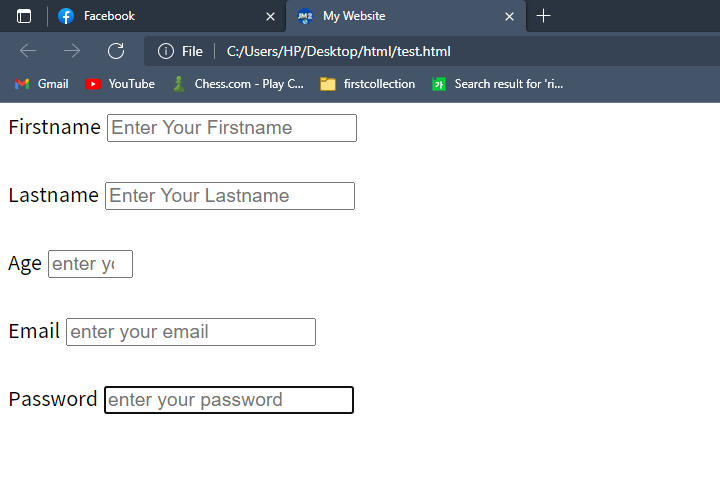 Facebook
My Website
File
C:/Users/HP/Desktop/html/test.html
Gmail
YouTube
Chess.com - Play C...
firstcollection
Search result for 'ri...
Firstname Enter Your Firstname
Lastname Enter Your Lastname
Age enter yo
Email enter your email
Password enter your password